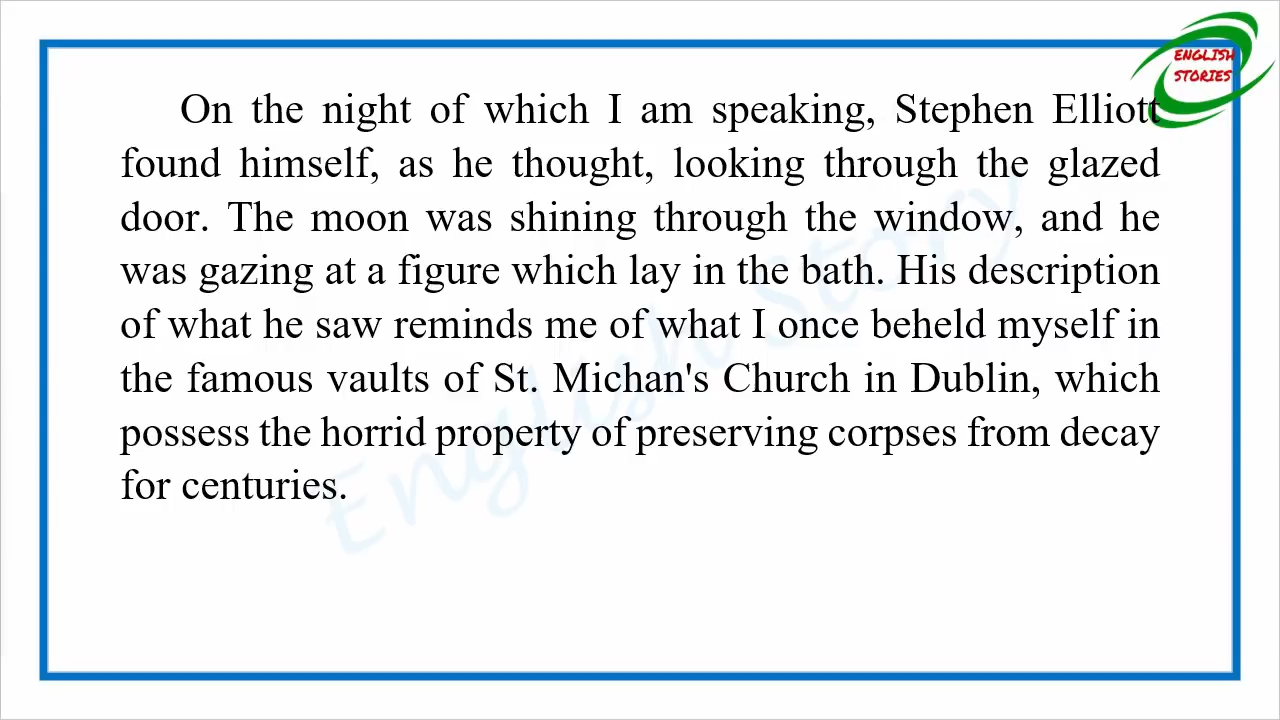 ENGLISH
STORIES
On the night of which I am speaking, Stephen Elliott
found himself, as he thought, looking through the glazed
door. The moon was shining through the window, and he
was gazing at a figure which lay in the bath. His description
of what he saw reminds me of what I once beheld myself in
the famous vaults of St. Michan's Church in Dublin, which
possess the horrid property of preserving corpses from decay
for centuries.
English Story